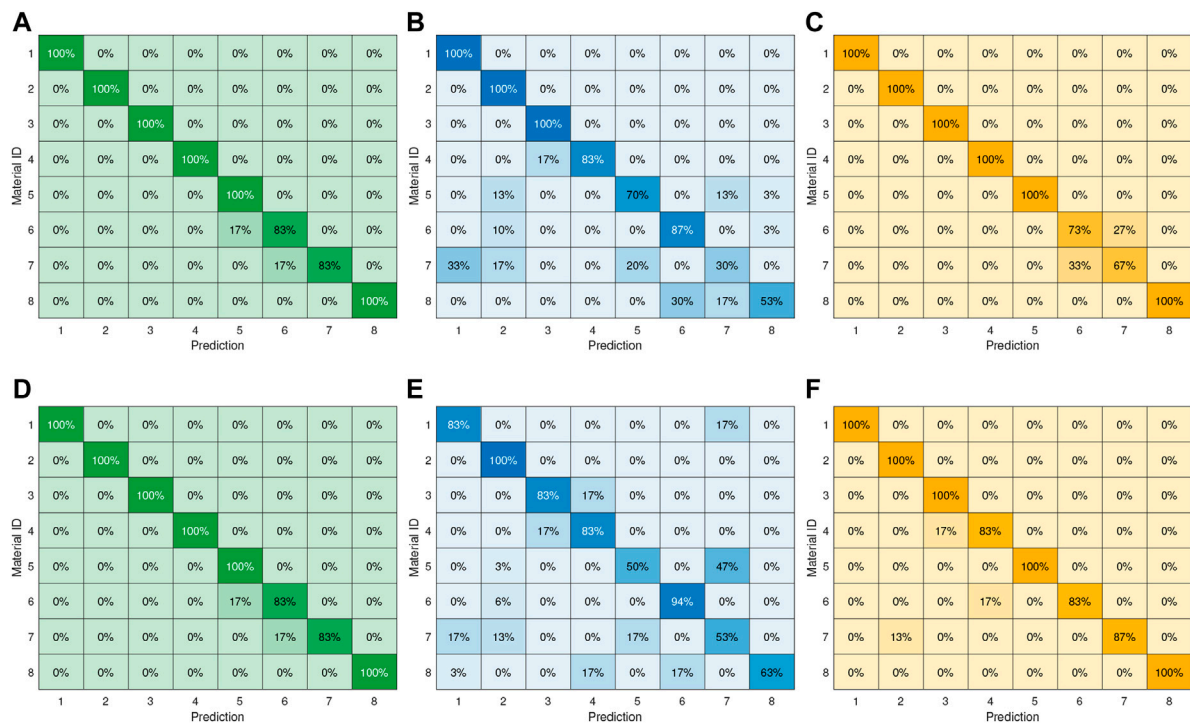 A B C
1 100% 0% 0% 0% 0% 0% 0% 0% 1 100% 0% 0% 0% 0% 0% 0% 0% 1 100% 0% 0% 0% 0% 0% 0% 0%
2 0% 100% 0% 0% 0% 0% 0% 0% 2 0% 100% 0% 0% 0% 0% 0% 0% 2 0% 100% 0% 0% 0% 0% 0% 0%
3 0% 0% 100% 0% 0% 0% 0% 0% 3 0% 0% 100% 0% 0% 0% 0% 0% 3 0% 0% 100% 0% 0% 0% 0% 0%
4 0% 0% 0% 100% 0% 0% 0% 0% 4 0% 0% 17% 83% 0% 0% 0% 0% 4 0% 0% 0% 100% 0% 0% 0% 0%
Material ID Material ID Material ID
5 0% 0% 0% 0% 100% 0% 0% 0% 5 0% 13% 0% 0% 70% 0% 13% 3% 5 0% 0% 0% 0% 100% 0% 0% 0%
6 0% 0% 0% 0% 17% 83% 0% 0% 6 0% 10% 0% 0% 0% 87% 0% 3% 6 0% 0% 0% 0% 0% 73% 27% 0%
7 0% 0% 0% 0% 0% 17% 83% 0% 7 33% 17% 0% 0% 20% 0% 30% 0% 7 0% 0% 0% 0% 0% 33% 67% 0%
8 0% 0% 0% 0% 0% 0% 0% 100% 8 0% 0% 0% 0% 0% 30% 17% 53% 8 0% 0% 0% 0% 0% 0% 0% 100%
1 2 3 4 5 6 7 8 1 2 3 4 5 6 7 8 1 2 3 4 5 6 7 8
Prediction Prediction Prediction
D E F
1 100% 0% 0% 0% 0% 0% 0% 0% 1 83% 0% 0% 0% 0% 0% 17% 0% 1 100% 0% 0% 0% 0% 0% 0% 0%
2 0% 100% 0% 0% 0% 0% 0% 0% 2 0% 100% 0% 0% 0% 0% 0% 0% 2 0% 100% 0% 0% 0% 0% 0% 0%
3 0% 0% 100% 0% 0% 0% 0% 0% 3 0% 0% 83% 17% 0% 0% 0% 0% 3 0% 0% 100% 0% 0% 0% 0% 0%
4 0% 0% 0% 100% 0% 0% 0% 0% 4 0% 0% 17% 83% 0% 0% 0% 0% 4 0% 0% 17% 83% 0% 0% 0% 0%
Material ID Material ID Material ID
5 0% 0% 0% 0% 100% 0% 0% 0% 5 0% 3% 0% 0% 50% 0% 47% 0% 5 0% 0% 0% 0% 100% 0% 0% 0%
6 0% 0% 0% 0% 17% 83% 0% 0% 6 0% 6% 0% 0% 0% 94% 0% 0% 6 0% 0% 0% 17% 0% 83% 0% 0%
7 0% 0% 0% 0% 0% 17% 83% 0% 7 17% 13% 0% 0% 17% 0% 53% 0% 7 0% 13% 0% 0% 0% 0% 87% 0%
8 0% 0% 0% 0% 0% 0% 0% 100% 8 3% 0% 0% 17% 0% 17% 0% 63% 8 0% 0% 0% 0% 0% 0% 0% 100%
1 2 3 4 5 6 7 8 1 2 3 4 5 6 7 8 1 2 3 4 5 6 7 8
Prediction Prediction Prediction